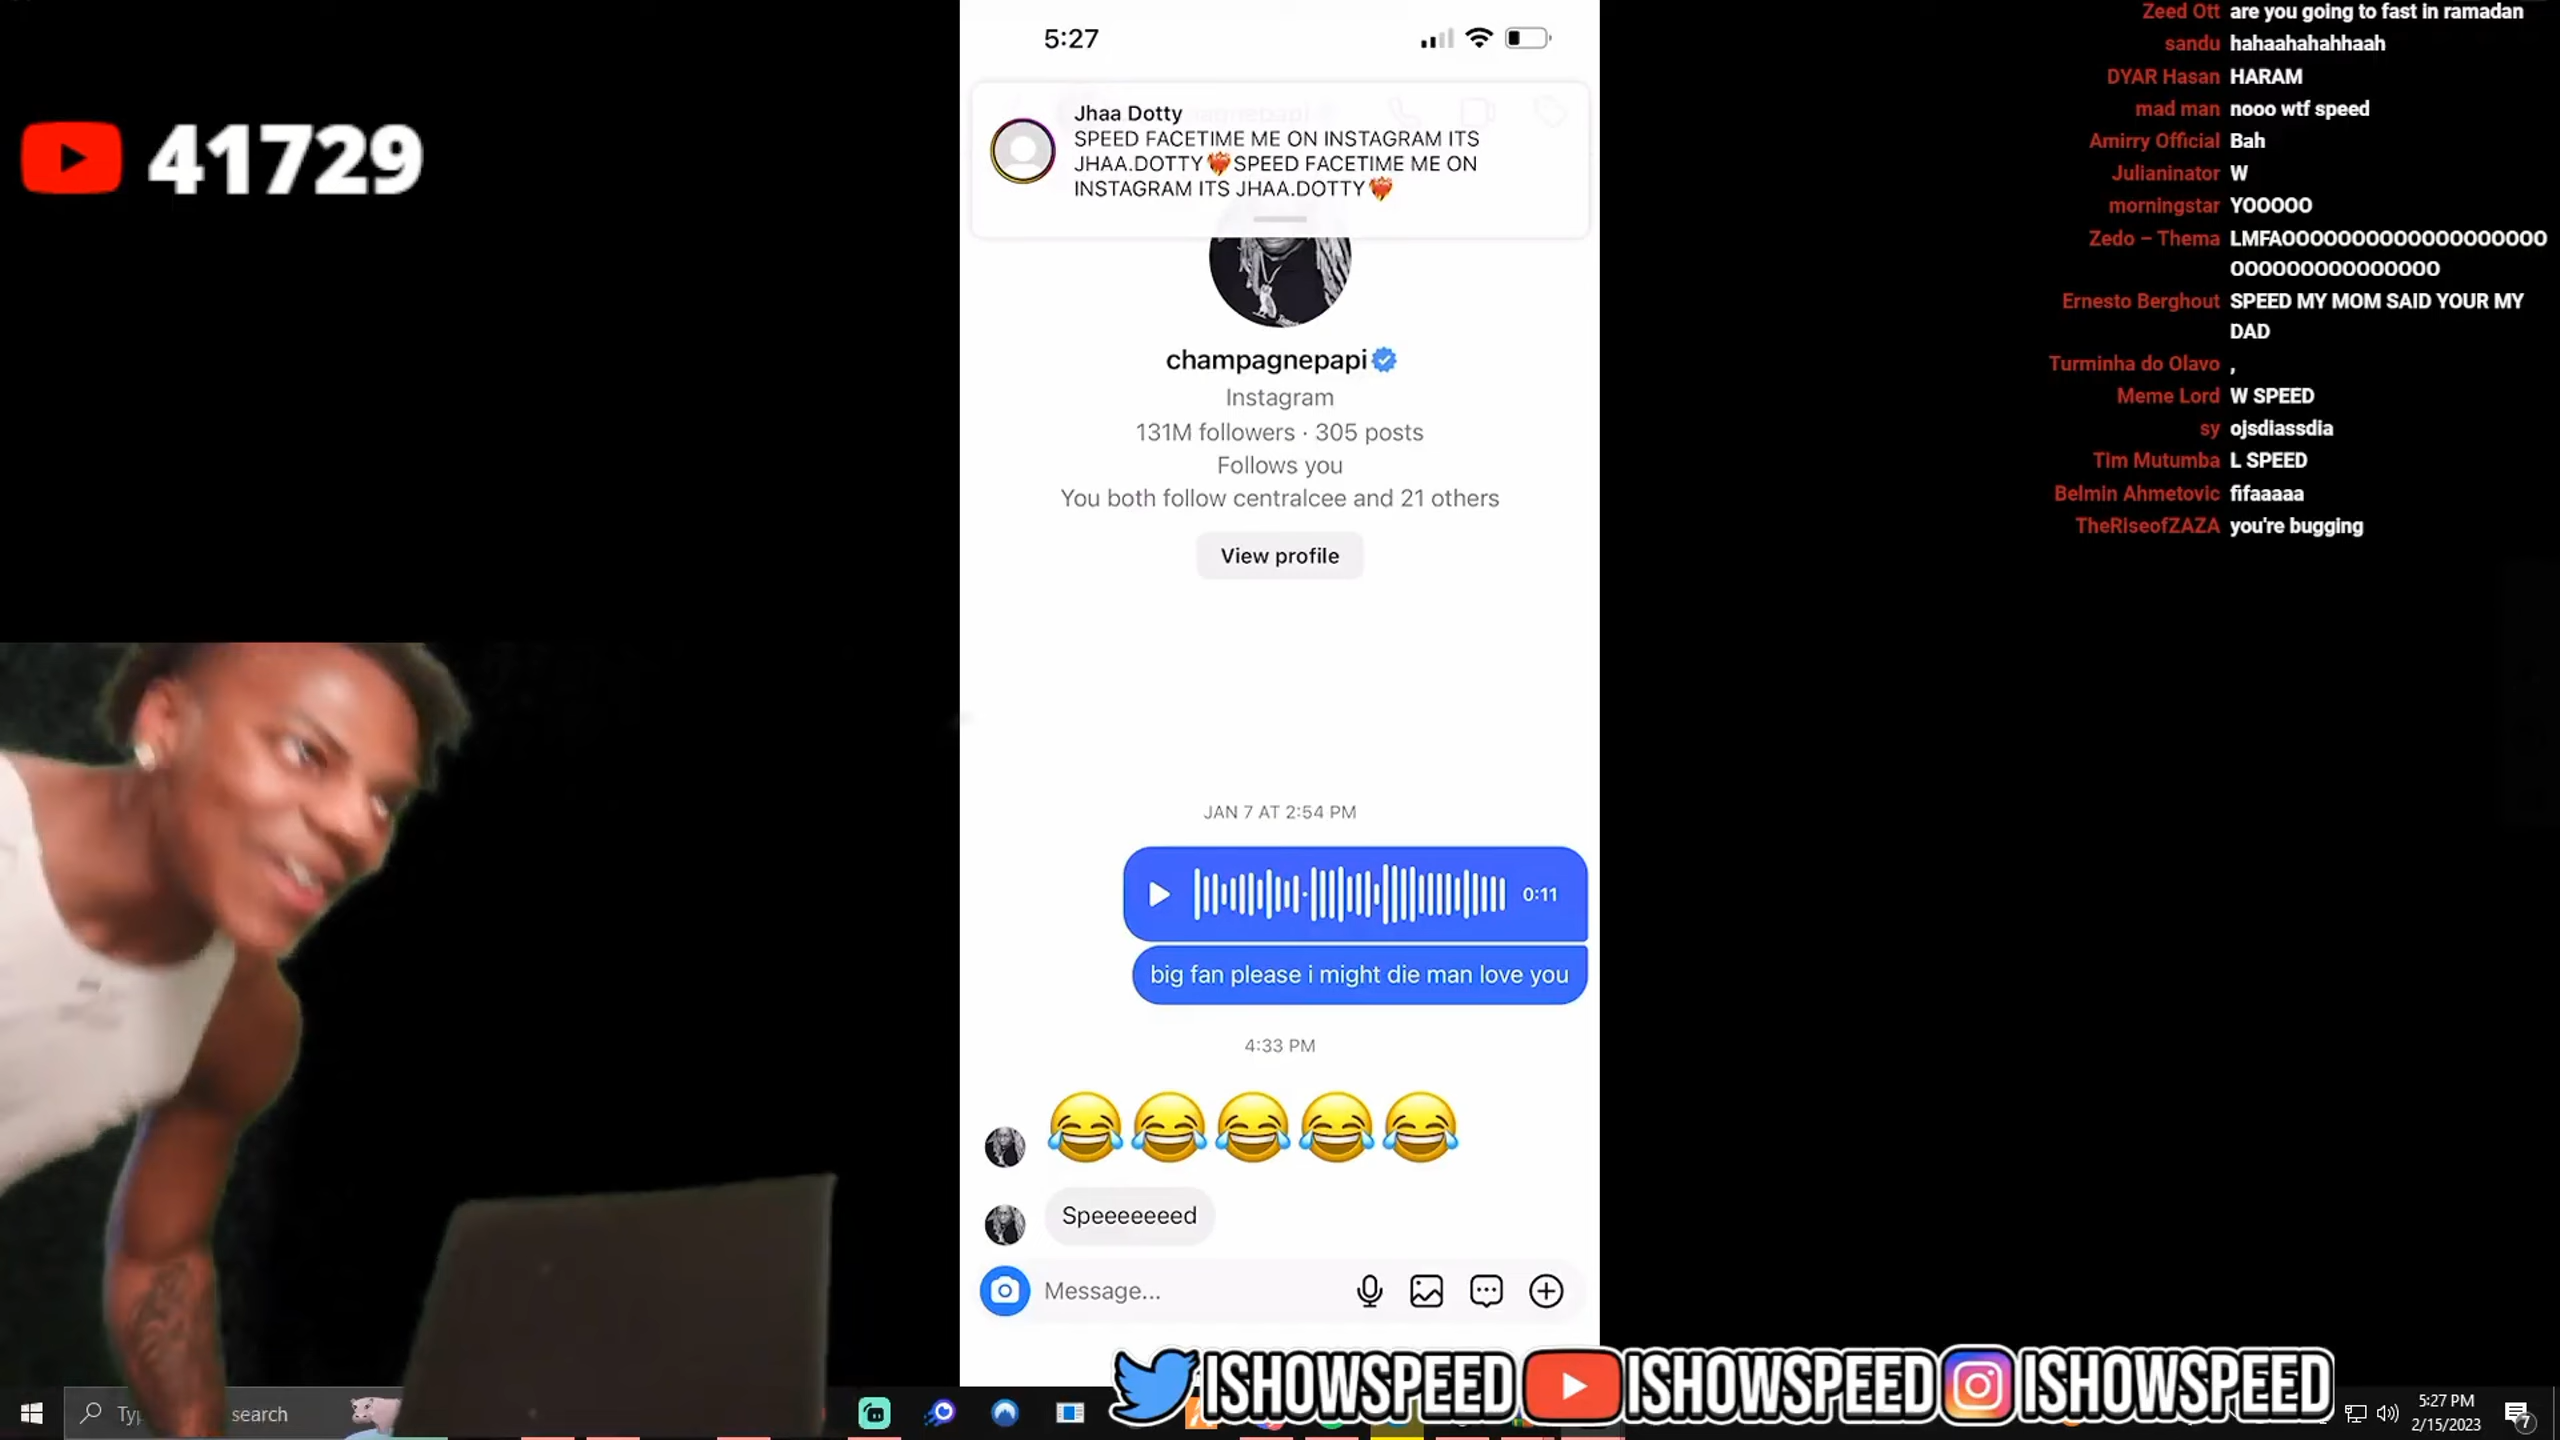 41729
5:27
Jhaa Dotty
SPEED FACETIME ME ON INSTAGRAM ITS
JHAA.DOTTY❤️‍🔥SPEED FACETIME ME ON
INSTAGRAM ITS JHAA.DOTTY❤️‍🔥
champagnepapi
Instagram
131M followers · 305 posts
Follows you
You both follow centralcee and 21 others
View profile
JAN 7 AT 2:54 PM
0:11
big fan please i might die man love you
4:33 PM
😂😂😂😂😂
Speeeeeeed
Message...
Zeed Ott are you going to fast in ramadan
sandu hahaahahahhaah
DYAR Hasan HARAM
mad man nooo wtf speed
Amirry Official Bah
Julianinator W
morningstar YOOOOO
Zedo – Thema LMFAOOOOOOOOOOOOOOOOOOO
OOOOOOOOOOOOOOO
Ernesto Berghout SPEED MY MOM SAID YOUR MY
DAD
Turminha do Olavo ,
Meme Lord W SPEED
sy ojsdiassdia
Tim Mutumba L SPEED
Belmin Ahmetovic fifaaaaa
TheRiseofZAZA you're bugging
ISHOWSPEED ISHOWSPEED ISHOWSPEED
search
5:27 PM
2/15/2023
7